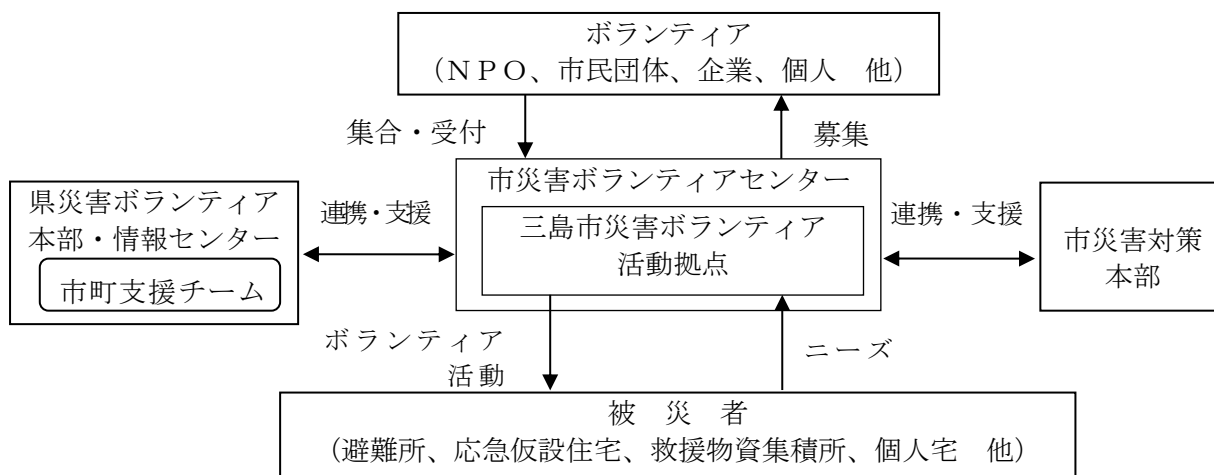 ボランティア
（ＮＰＯ、市民団体、企業、個人　他）
集合・受付
募集
市災害ボランティアセンター
三島市災害ボランティア
活動拠点
県災害ボランティア
本部・情報センター
市町支援チーム
連携・支援
連携・支援
市災害対策
本部
ボランティア
活動
ニーズ
被　災　者
（避難所、応急仮設住宅、救援物資集積所、個人宅　他）